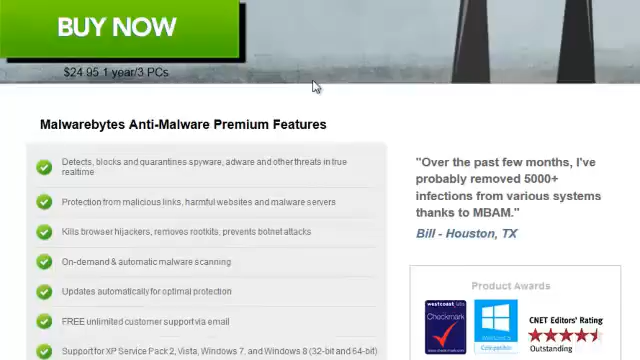 BUY NOW
$24.95 1 year/3 PCs
Malwarebytes Anti-Malware Premium Features
Detects, blocks and quarantines spyware, adware and other threats in true
realtime
Protection from malicious links, harmful websites and malware servers
Kills browser hijackers, removes rootkits, prevents botnet attacks
On-demand & automatic malware scanning
Updates automatically for optimal protection
FREE unlimited customer support via email
Support for XP Service Pack 2, Vista, Windows 7, and Windows 8 (32-bit and 64-bit)
"Over the past few months, I've
probably removed 5000+
infections from various systems
thanks to MBAM."
Bill - Houston, TX
Product Awards
westcoast labs
Checkmark
Windows 8
Compatible
CNET Editors' Rating
Outstanding